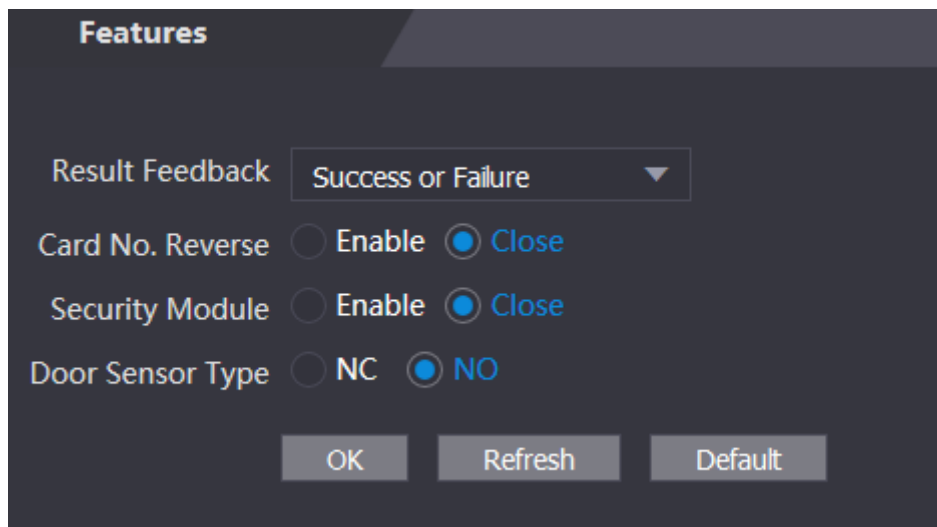 Features
Result Feedback Success or Failure
Card No. Reverse Enable Close
Security Module Enable Close
Door Sensor Type NC NO
OK Refresh Default